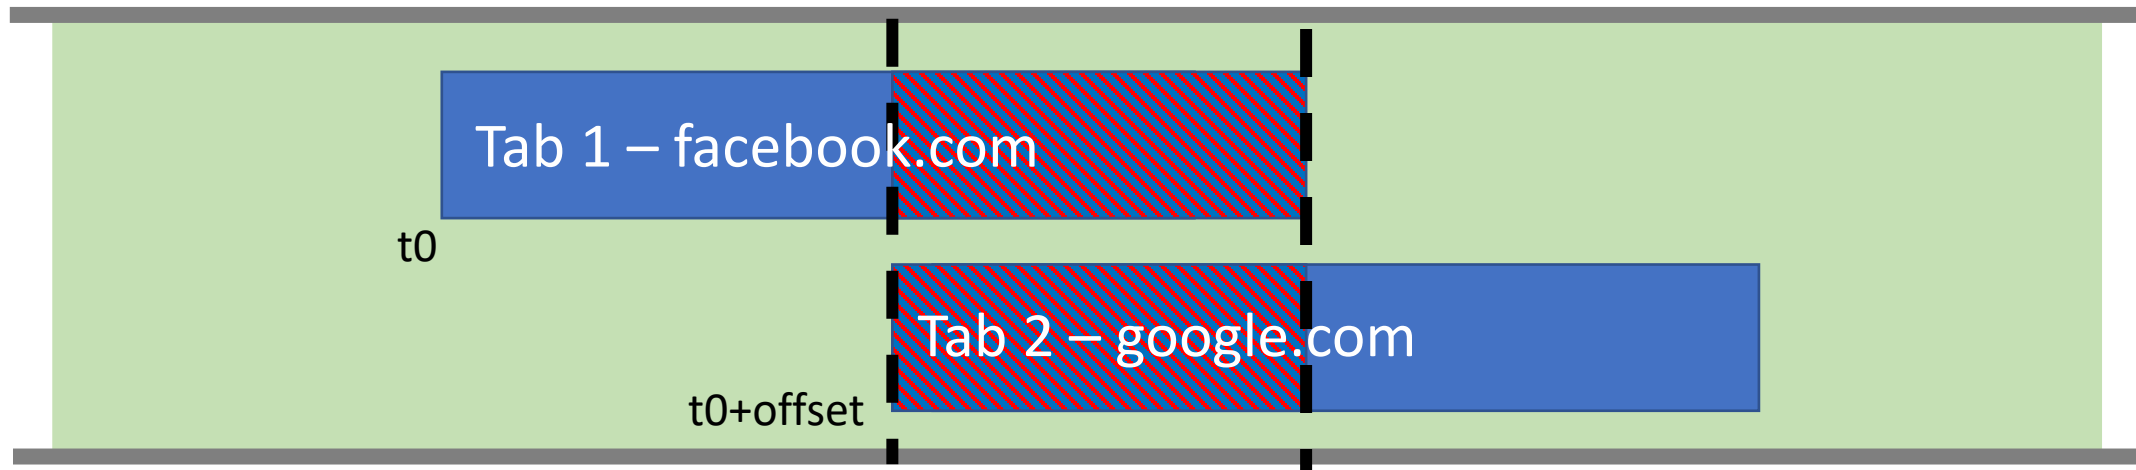 Tab 1 – facebook.com
t0
Tab 2 – google.com
t0+offset